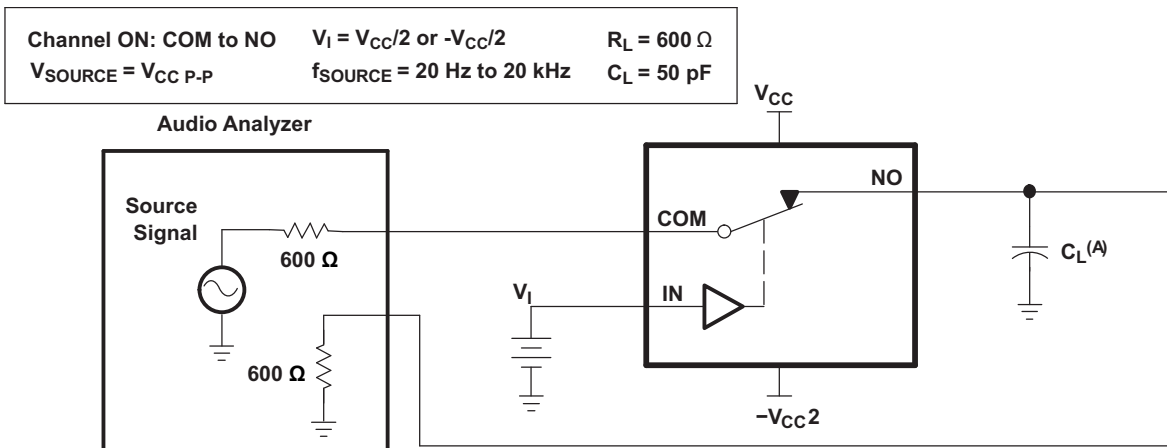 Channel ON: COM to NO V_I = V_CC/2 or -V_CC/2 R_L = 600 Ω
V_SOURCE = V_CC P-P f_SOURCE = 20 Hz to 20 kHz C_L = 50 pF
Audio Analyzer
V_CC
Source
Signal
600 Ω
COM
NO
C_L(A)
V_I
IN
600 Ω
−V_CC2